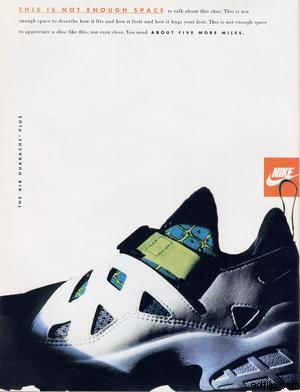 THIS IS NOT ENOUGH SPACE to talk about this shoe. This is not
enough space to describe how it fits and how it feels and how it hugs your foot. This is not enough space
to appreciate a shoe like this, not even close. You need ABOUT FIVE MORE MILES.
THE AIR HUARACHE™ PLUS
NIKE